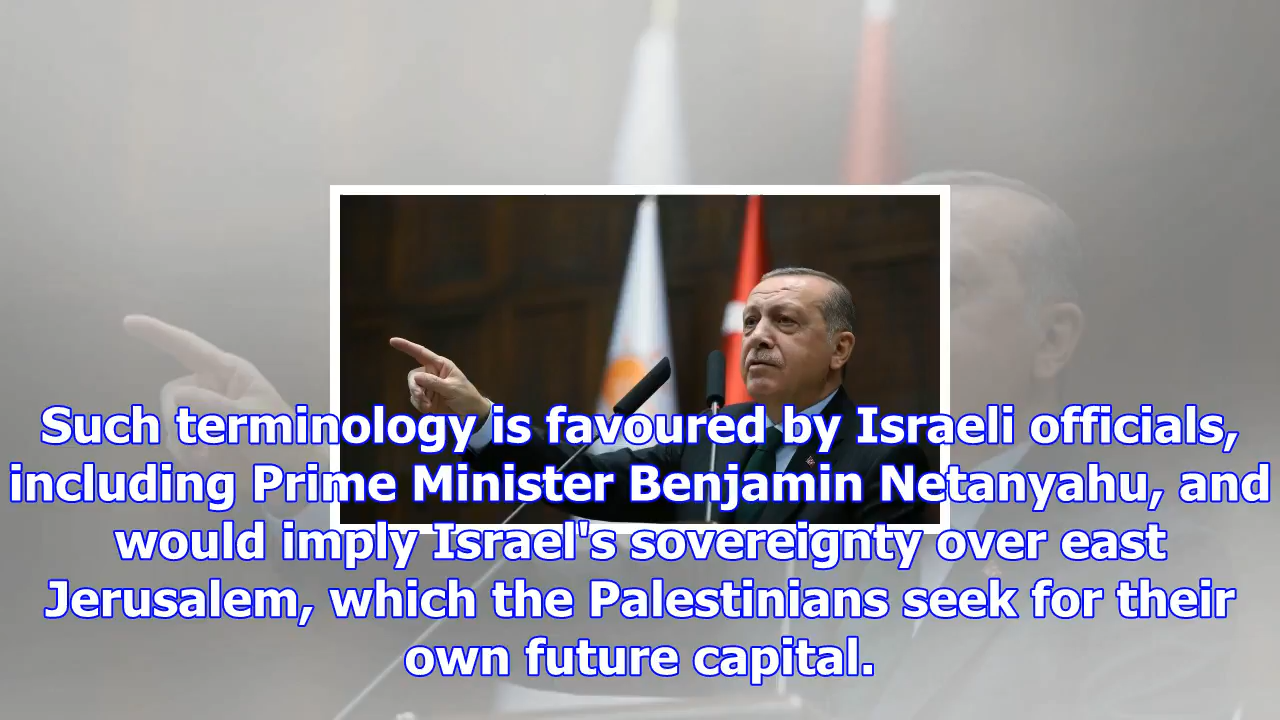 Such terminology is favoured by Israeli officials,
including Prime Minister Benjamin Netanyahu, and
would imply Israel's sovereignty over east
Jerusalem, which the Palestinians seek for their
own future capital.